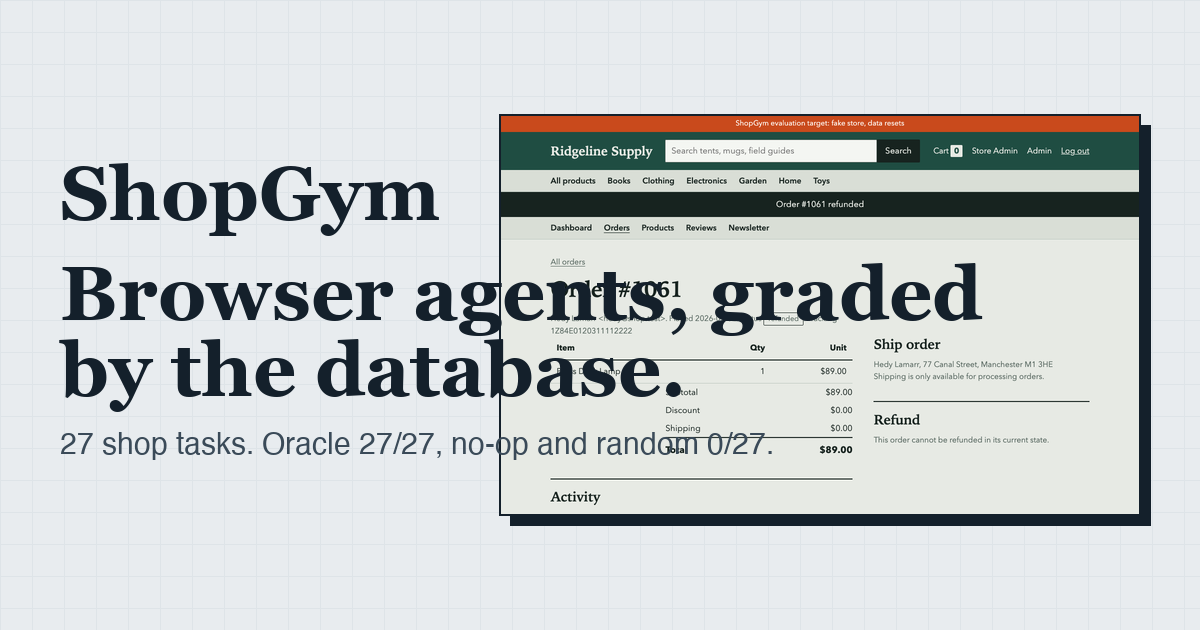 ShopGym
Browser agents, graded
by the database.
27 shop tasks. Oracle 27/27, no-op and random 0/27.
ShopGym evaluation target: fake store, data resets
Ridgeline Supply
Search tents, mugs, field guides
Search
Cart 0
Store Admin
Admin
Log out
All products Books Clothing Electronics Garden Home Toys
Order #1061 refunded
Dashboard Orders Products Reviews Newsletter
All orders
Order #1061
1Z84E0120311112222
Item Qty Unit
1 $89.00
$89.00
Discount $0.00
Shipping $0.00
Total $89.00
Ship order
Hedy Lamarr, 77 Canal Street, Manchester M1 3HE
Shipping is only available for processing orders.
Refund
This order cannot be refunded in its current state.
Activity